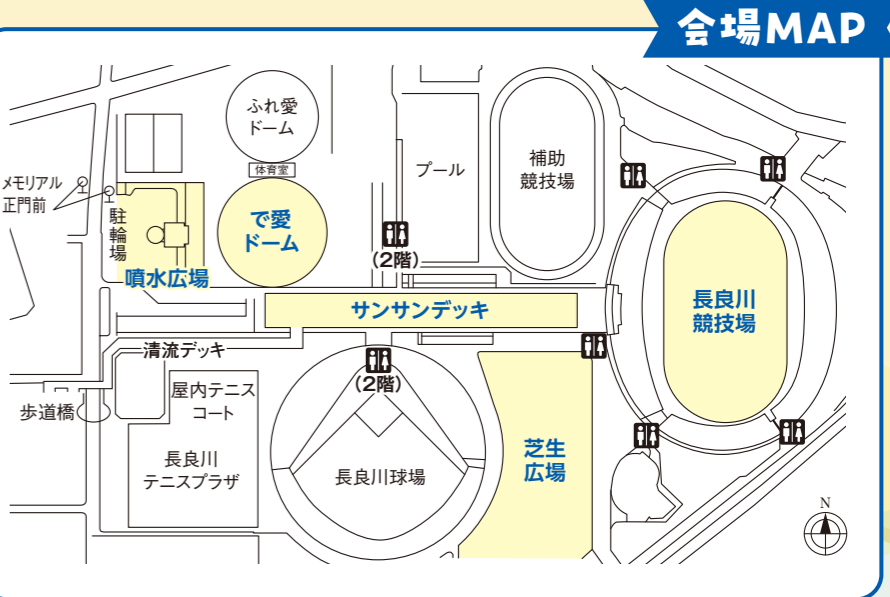 会場MAP
ふれ愛
ドーム
体育室
プール
補助
競技場
メモリアル
正門前
駐輪場
で愛
ドーム
(2階)
噴水広場
サンサンデッキ
長良川
競技場
清流デッキ
(2階)
屋内テニス
コート
歩道橋
長良川
テニスプラザ
長良川球場
芝生
広場
N